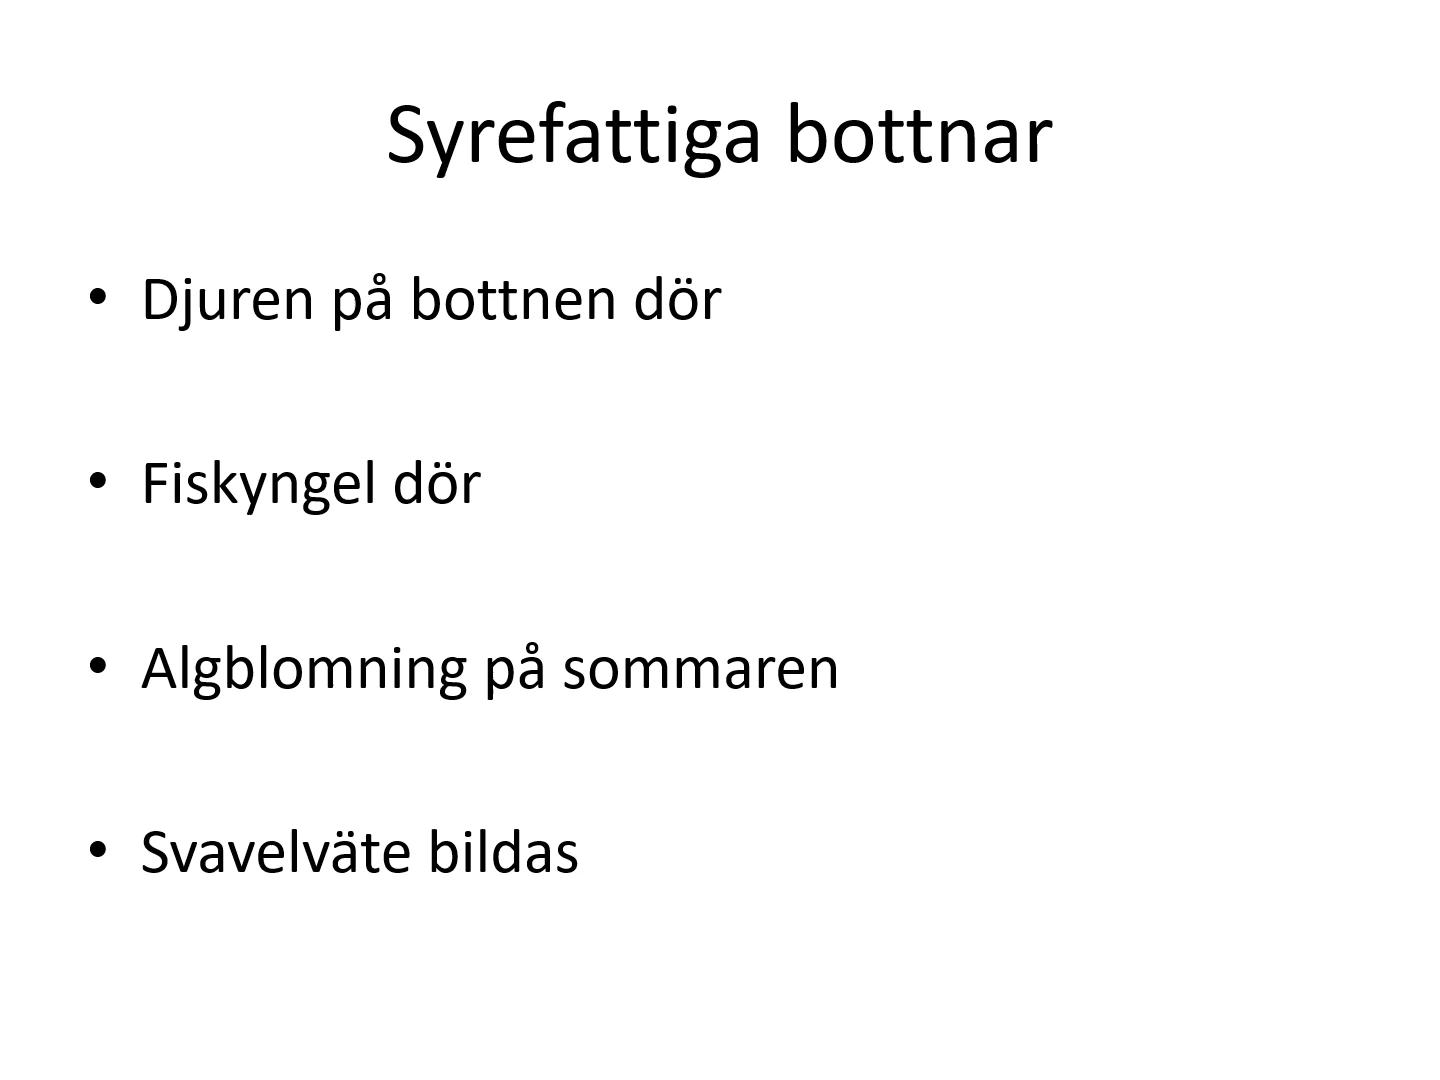 Syrefattiga bottnar
• Djuren på bottnen dör
• Fiskyngel dör
• Algblomning på sommaren
• Svavelväte bildas